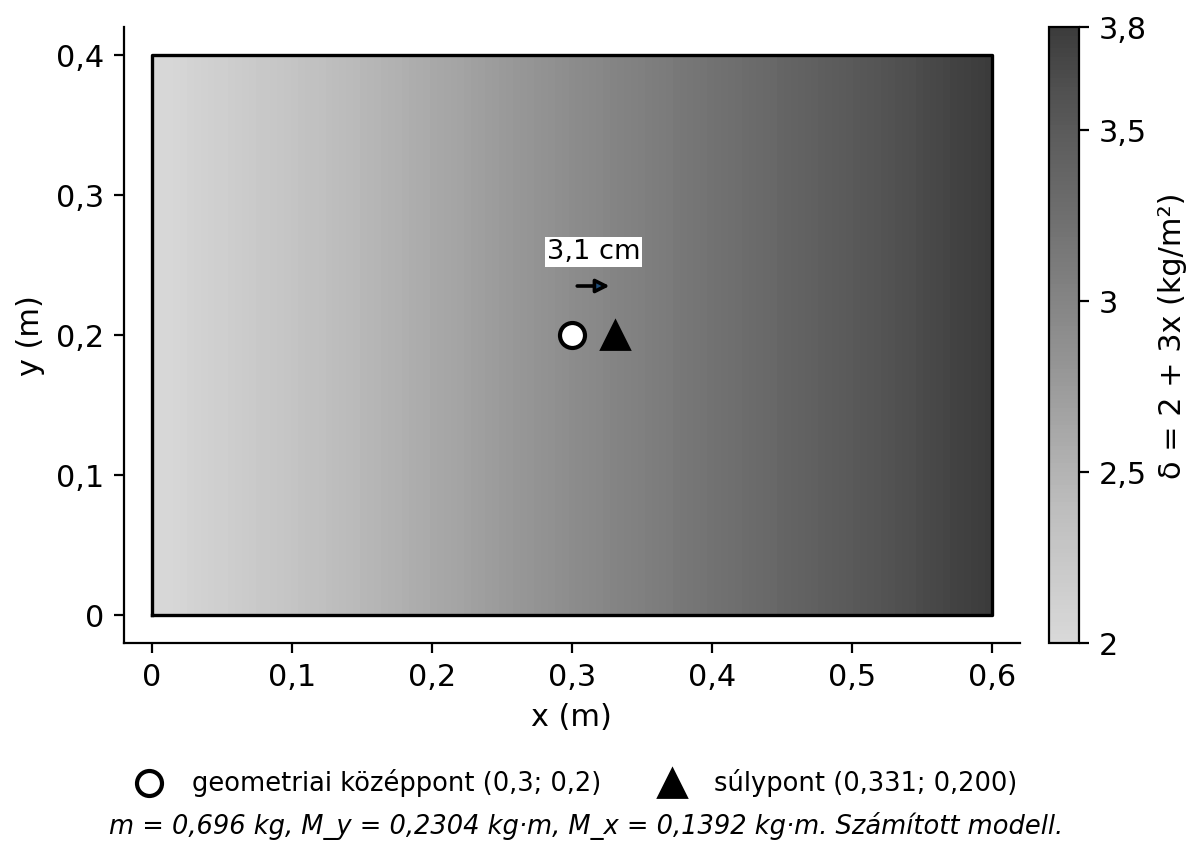 0,4
0,3
0,2
0,1
0
y (m)
3,1 cm
0
0,1
0,2
0,3
0,4
0,5
0,6
x (m)
3,8
3,5
3
2,5
2
δ = 2 + 3x (kg/m²)
geometriai középpont (0,3; 0,2)
súlypont (0,331; 0,200)
m = 0,696 kg, M_y = 0,2304 kg·m, M_x = 0,1392 kg·m. Számított modell.